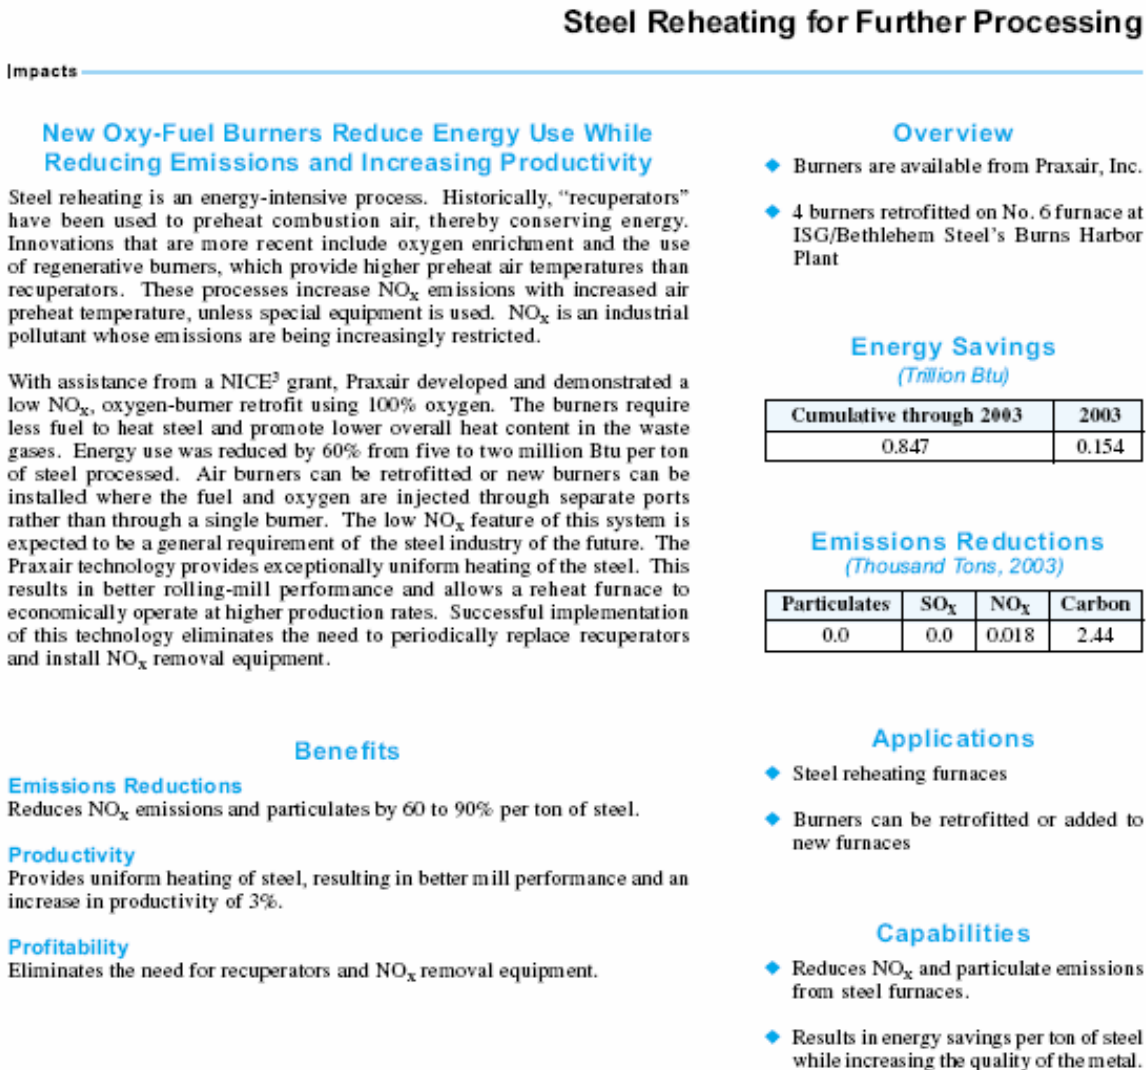 Steel Reheating for Further Processing
Impacts
New Oxy-Fuel Burners Reduce Energy Use While
Reducing Emissions and Increasing Productivity
Steel reheating is an energy-intensive process. Historically, “recuperators”
have been used to preheat combustion air, thereby conserving energy.
Innovations that are more recent include oxygen enrichment and the use
of regenerative burners, which provide higher preheat air temperatures than
recuperators. These processes increase NOx emissions with increased air
preheat temperature, unless special equipment is used. NOx is an industrial
pollutant whose emissions are being increasingly restricted.
With assistance from a NICE³ grant, Praxair developed and demonstrated a
low NOx, oxygen-burner retrofit using 100% oxygen. The burners require
less fuel to heat steel and promote lower overall heat content in the waste
gases. Energy use was reduced by 60% from five to two million Btu per ton
of steel processed. Air burners can be retrofitted or new burners can be
installed where the fuel and oxygen are injected through separate ports
rather than through a single burner. The low NOx feature of this system is
expected to be a general requirement of the steel industry of the future. The
Praxair technology provides exceptionally uniform heating of the steel. This
results in better rolling-mill performance and allows a reheat furnace to
economically operate at higher production rates. Successful implementation
of this technology eliminates the need to periodically replace recuperators
and install NOx removal equipment.
Benefits
Emissions Reductions
Reduces NOx emissions and particulates by 60 to 90% per ton of steel.
Productivity
Provides uniform heating of steel, resulting in better mill performance and an
increase in productivity of 3%.
Profitability
Eliminates the need for recuperators and NOx removal equipment.
Overview
◆ Burners are available from Praxair, Inc.
◆ 4 burners retrofitted on No. 6 furnace at
ISG/Bethlehem Steel’s Burns Harbor
Plant
Energy Savings
(Trillion Btu)
Cumulative through 2003 2003
0.847 0.154
Emissions Reductions
(Thousand Tons, 2003)
Particulates SOx NOx Carbon
0.0 0.0 0.018 2.44
Applications
◆ Steel reheating furnaces
◆ Burners can be retrofitted or added to
new furnaces
Capabilities
◆ Reduces NOx and particulate emissions
from steel furnaces.
◆ Results in energy savings per ton of steel
while increasing the quality of the metal.